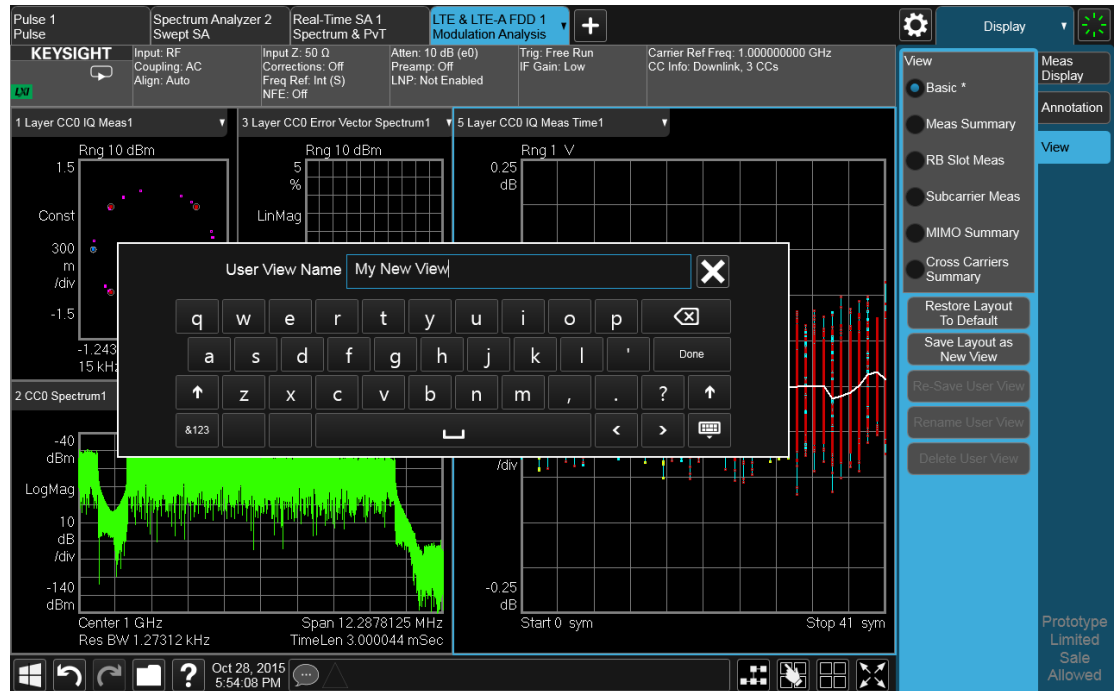 Pulse 1
Pulse
Spectrum Analyzer 2
Swept SA
Real-Time SA 1
Spectrum & PvT
LTE & LTE-A FDD 1
Modulation Analysis
Display
KEYSIGHT
LXI
Input: RF
Coupling: AC
Align: Auto
Input Z: 50 Ω
Corrections: Off
Freq Ref: Int (S)
NFE: Off
Atten: 10 dB (e0)
Preamp: Off
LNP: Not Enabled
Trig: Free Run
IF Gain: Low
Carrier Ref Freq: 1.000000000 GHz
CC Info: Downlink, 3 CCs
1 Layer CC0 IQ Meas1
Rng 10 dBm
1.5
Const
300
m
/div
-1.5
-1.243
15 kHz
3 Layer CC0 Error Vector Spectrum1
Rng 10 dBm
5
%
LinMag
5 Layer CC0 IQ Meas Time1
Rng 1 V
0.25
dB
/div
-0.25
dB
Start 0 sym
Stop 41 sym
User View Name
My New View
q w e r t y u i o p
a s d f g h j k l ' Done
z x c v b n m , . ?
&123 < >
2 CC0 Spectrum1
-40
dBm
LogMag
10
dB
/div
-140
dBm
Center 1 GHz
Span 12.2878125 MHz
Res BW 1.27312 kHz
TimeLen 3.000044 mSec
View
Basic *
Meas Summary
RB Slot Meas
Subcarrier Meas
MIMO Summary
Cross Carriers
Summary
Restore Layout
To Default
Save Layout as
New View
Re-Save User View
Rename User View
Delete User View
Meas
Display
Annotation
View
Prototype
Limited
Sale
Allowed
?
Oct 28, 2015
5:54:08 PM